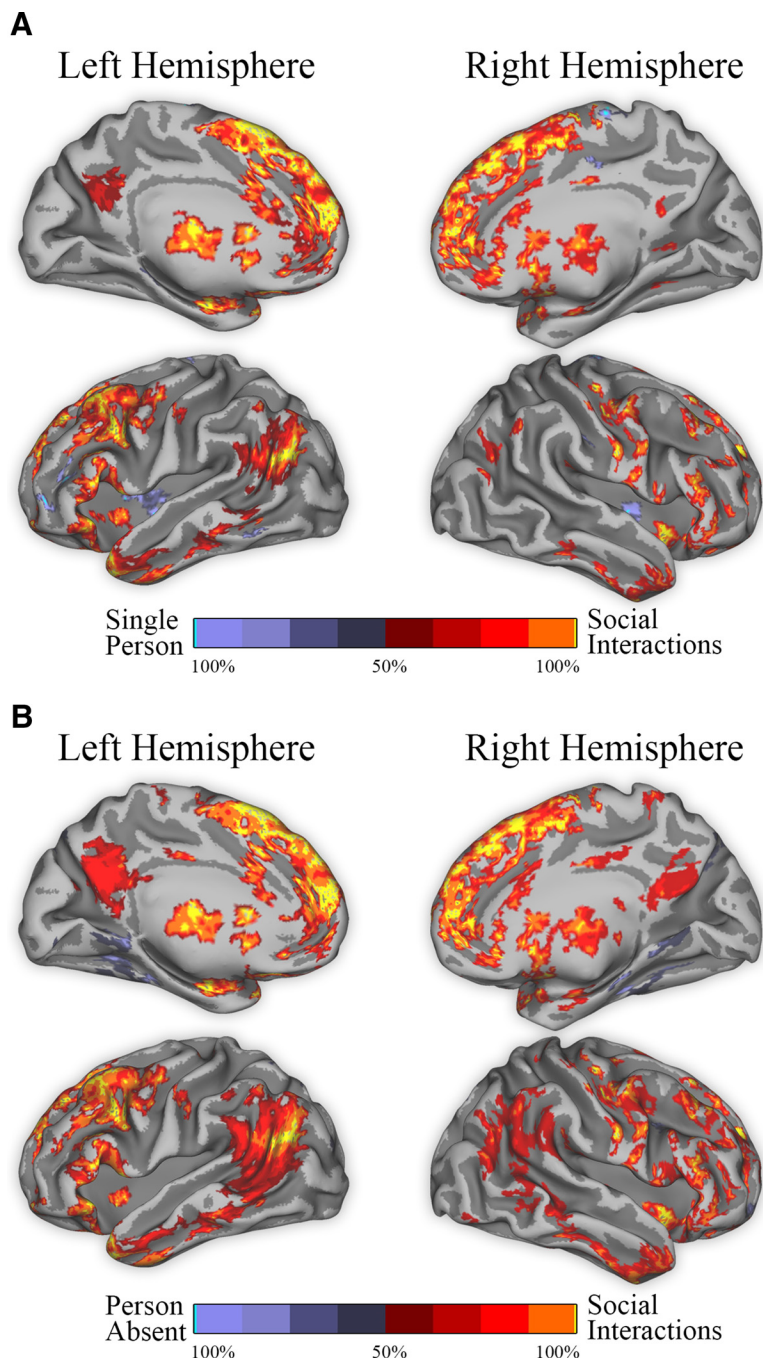 A
Left Hemisphere Right Hemisphere
Single Social
Person Interactions
100% 50% 100%
B
Left Hemisphere Right Hemisphere
Person Social
Absent Interactions
100% 50% 100%